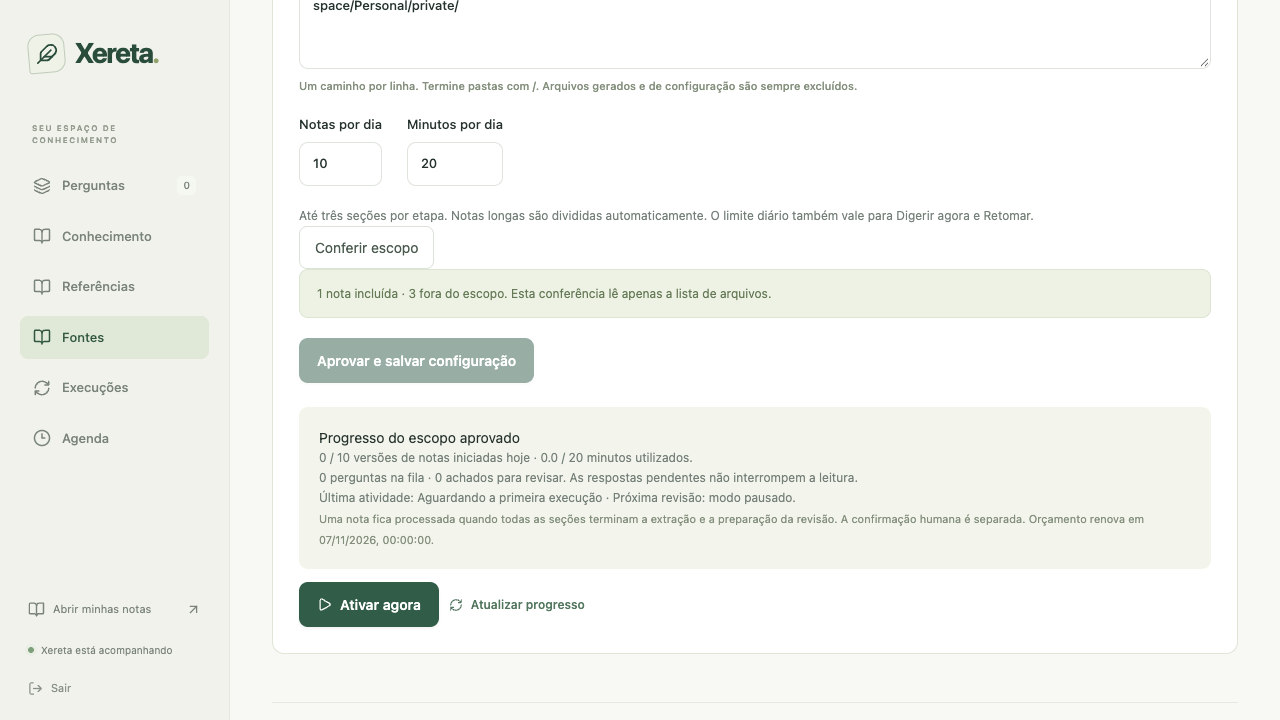 Xereta.
SEU ESPAÇO DE
CONHECIMENTO
Perguntas 0
Conhecimento
Referências
Fontes
Execuções
Agenda
Abrir minhas notas
Xereta está acompanhando
Sair
space/Personal/private/
Um caminho por linha. Termine pastas com /. Arquivos gerados e de configuração são sempre excluídos.
Notas por dia Minutos por dia
10 20
Até três seções por etapa. Notas longas são divididas automaticamente. O limite diário também vale para Digerir agora e Retomar.
Conferir escopo
1 nota incluída · 3 fora do escopo. Esta conferência lê apenas a lista de arquivos.
Aprovar e salvar configuração
Progresso do escopo aprovado
0 / 10 versões de notas iniciadas hoje · 0.0 / 20 minutos utilizados.
0 perguntas na fila · 0 achados para revisar. As respostas pendentes não interrompem a leitura.
Última atividade: Aguardando a primeira execução · Próxima revisão: modo pausado.
Uma nota fica processada quando todas as seções terminam a extração e a preparação da revisão. A confirmação humana é separada. Orçamento renova em
07/11/2026, 00:00:00.
Ativar agora Atualizar progresso